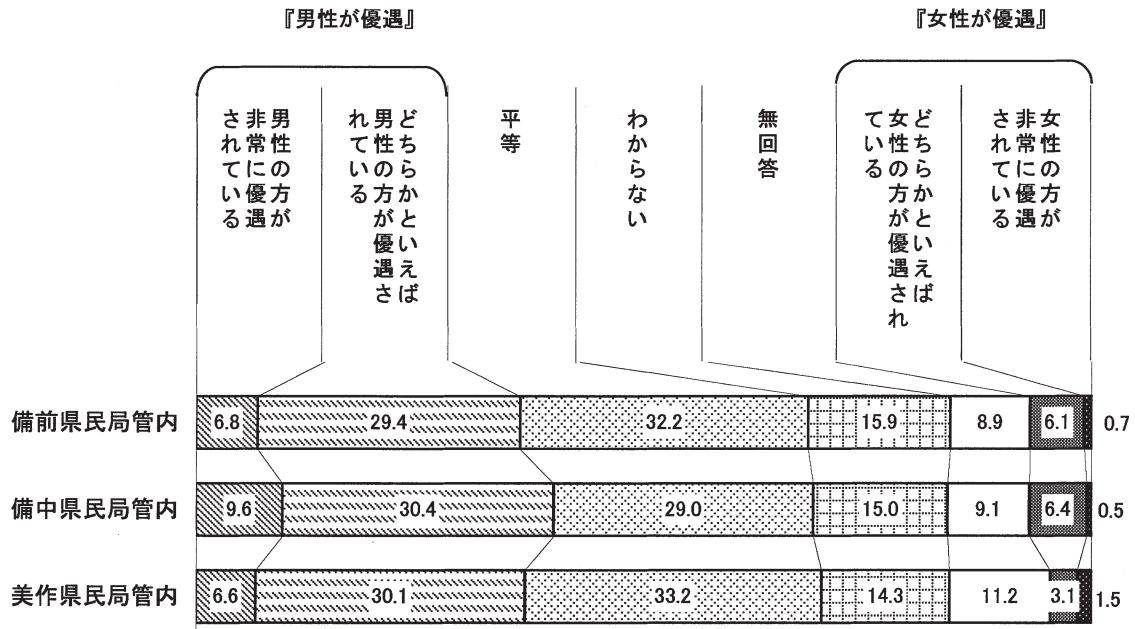 『男性が優遇』
『女性が優遇』
男性の方が
非常に優遇
されている
どちらかといえば
男性の方が優遇さ
れている
平等
わからない
無回答
どちらかといえば
女性の方が優遇され
ている
女性の方が
非常に優遇
されている
備前県民局管内 6.8 29.4 32.2 15.9 8.9 6.1 0.7
備中県民局管内 9.6 30.4 29.0 15.0 9.1 6.4 0.5
美作県民局管内 6.6 30.1 33.2 14.3 11.2 3.1 1.5